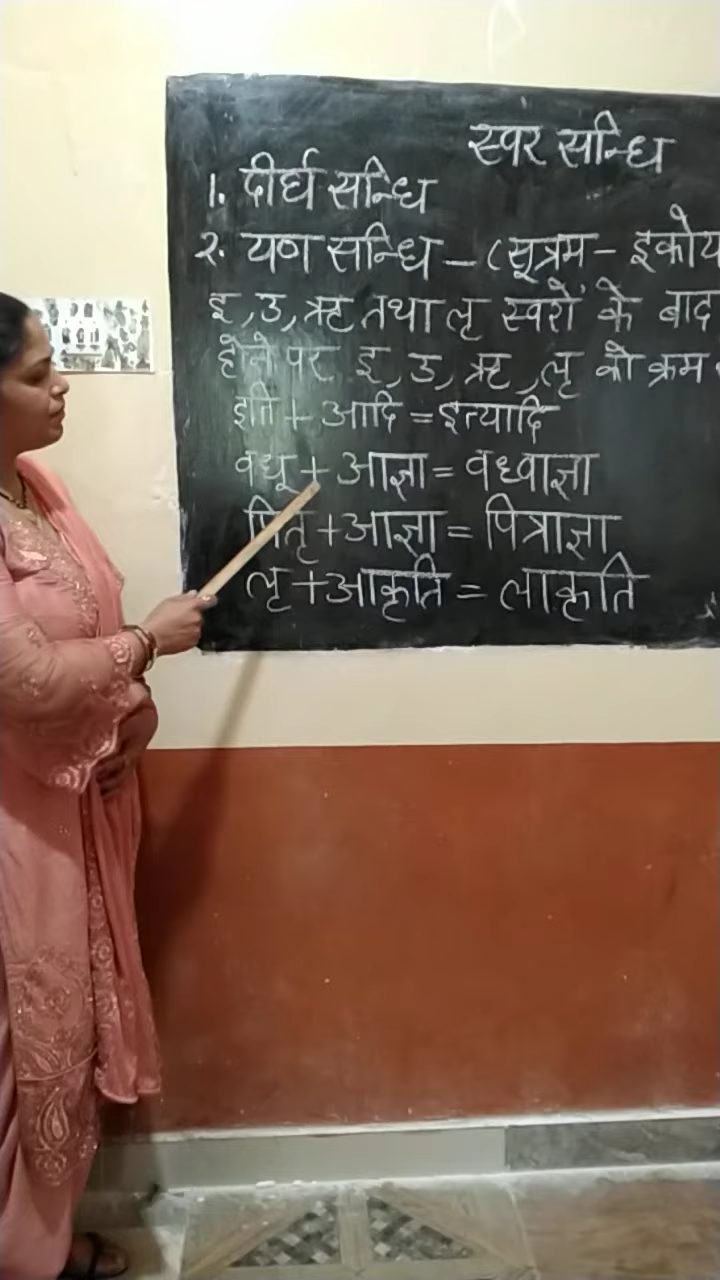 स्वर सन्धि
1. दीर्घ सन्धि
२. यण सन्धि – (सूत्रम – इकोय
इ, उ, ऋ तथा लृ स्वरों के बाद
होने पर इ, उ, ऋ, लृ को क्रम
इति + आदि = इत्यादि
वधू + आज्ञा = वध्वाज्ञा
पितृ + आज्ञा = पित्राज्ञा
लृ + आकृति = लाकृति